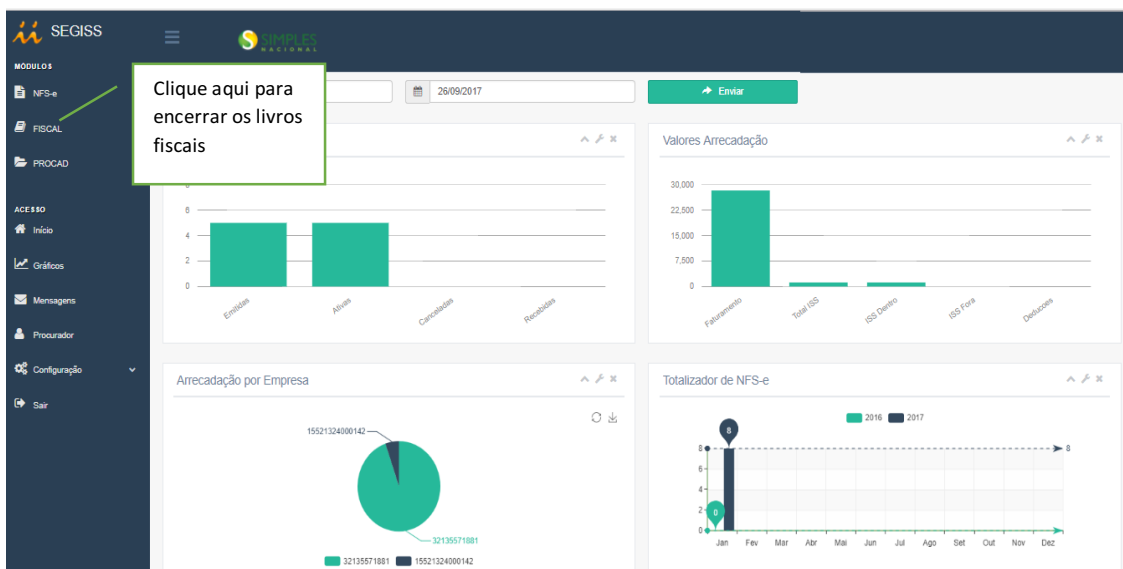 SEGISS
SIMPLES
NACIONAL
MÓDULOS
NFS-e
FISCAL
PROCAD
ACESSO
Início
Gráficos
Mensagens
Procurador
Configuração
Sair
Clique aqui para
encerrar os livros
fiscais
26/09/2017
Enviar
6
4
2
0
Emitidas
Ativas
Canceladas
Recebidas
Valores Arrecadação
30,000
22,500
15,000
7,500
0
Faturamento
Total ISS
ISS Dentro
ISS Fora
Deducoes
Arrecadação por Empresa
15521324000142
32135571881
32135571881 15521324000142
Totalizador de NFS-e
2016 2017
8
8 8
6
4
2
0
0
Jan Fev Mar Abr Mai Jun Jul Ago Set Out Nov Dez